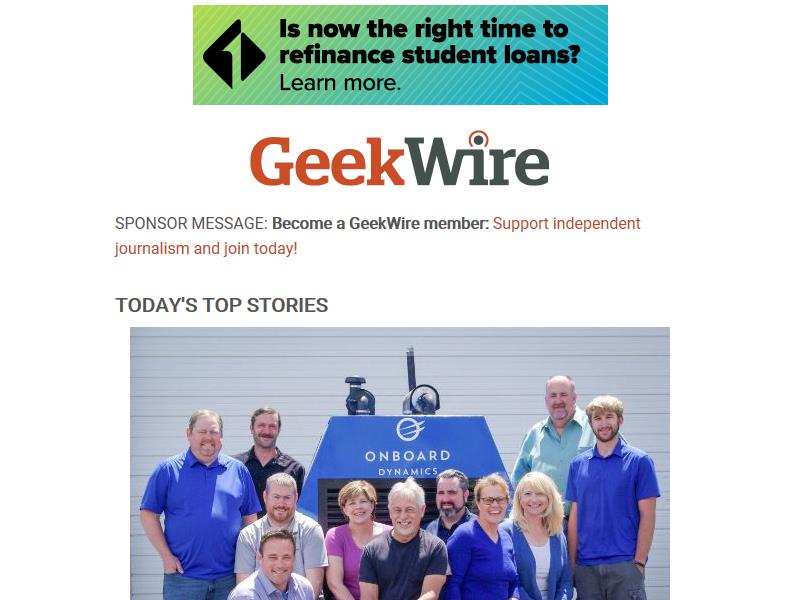 Is now the right time to
refinance student loans?
Learn more.
GeekWire
SPONSOR MESSAGE: Become a GeekWire member: Support independent
journalism and join today!
TODAY'S TOP STORIES
ONBOARD
DYNAMICS